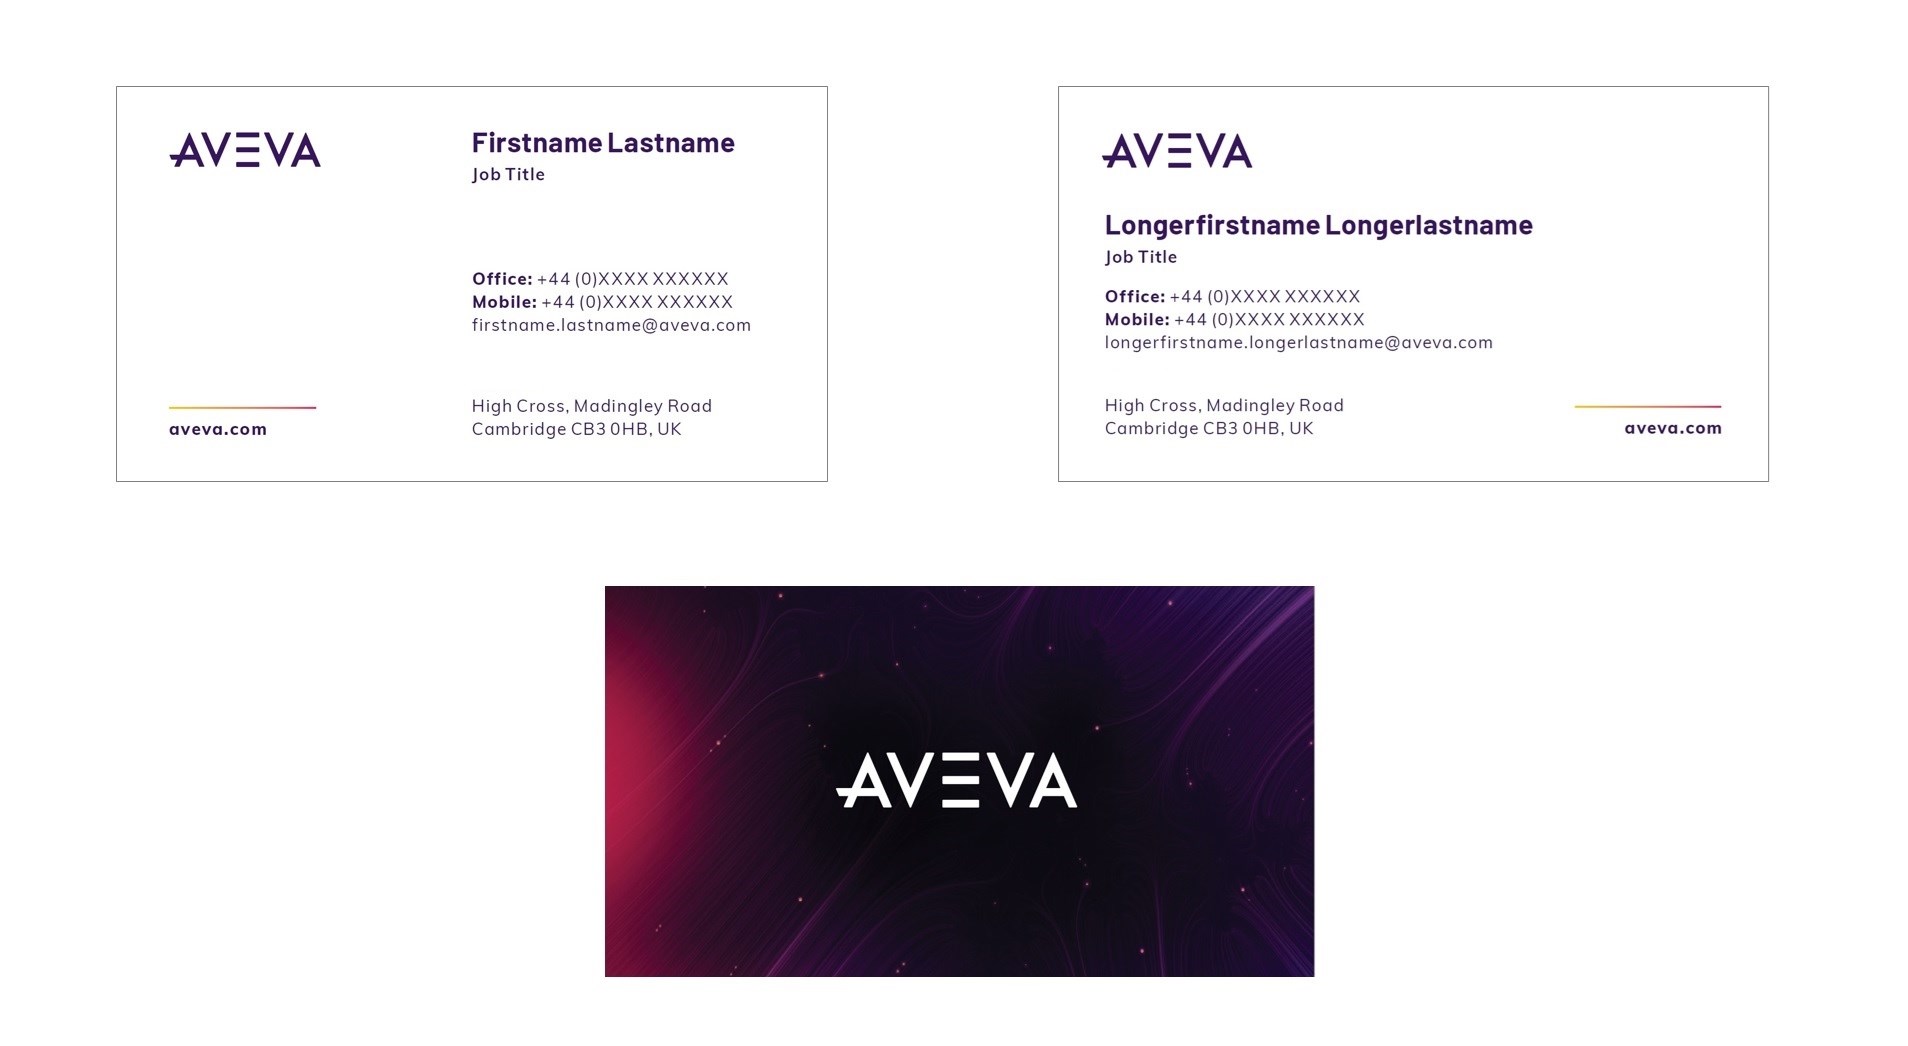 AVEVA
Firstname Lastname
Job Title
Office: +44 (0)XXXX XXXXXX
Mobile: +44 (0)XXXX XXXXXX
firstname.lastname@aveva.com
aveva.com
High Cross, Madingley Road
Cambridge CB3 0HB, UK
AVEVA
Longerfirstname Longerlastname
Job Title
Office: +44 (0)XXXX XXXXXX
Mobile: +44 (0)XXXX XXXXXX
longerfirstname.longerlastname@aveva.com
High Cross, Madingley Road
Cambridge CB3 0HB, UK
aveva.com
AVEVA